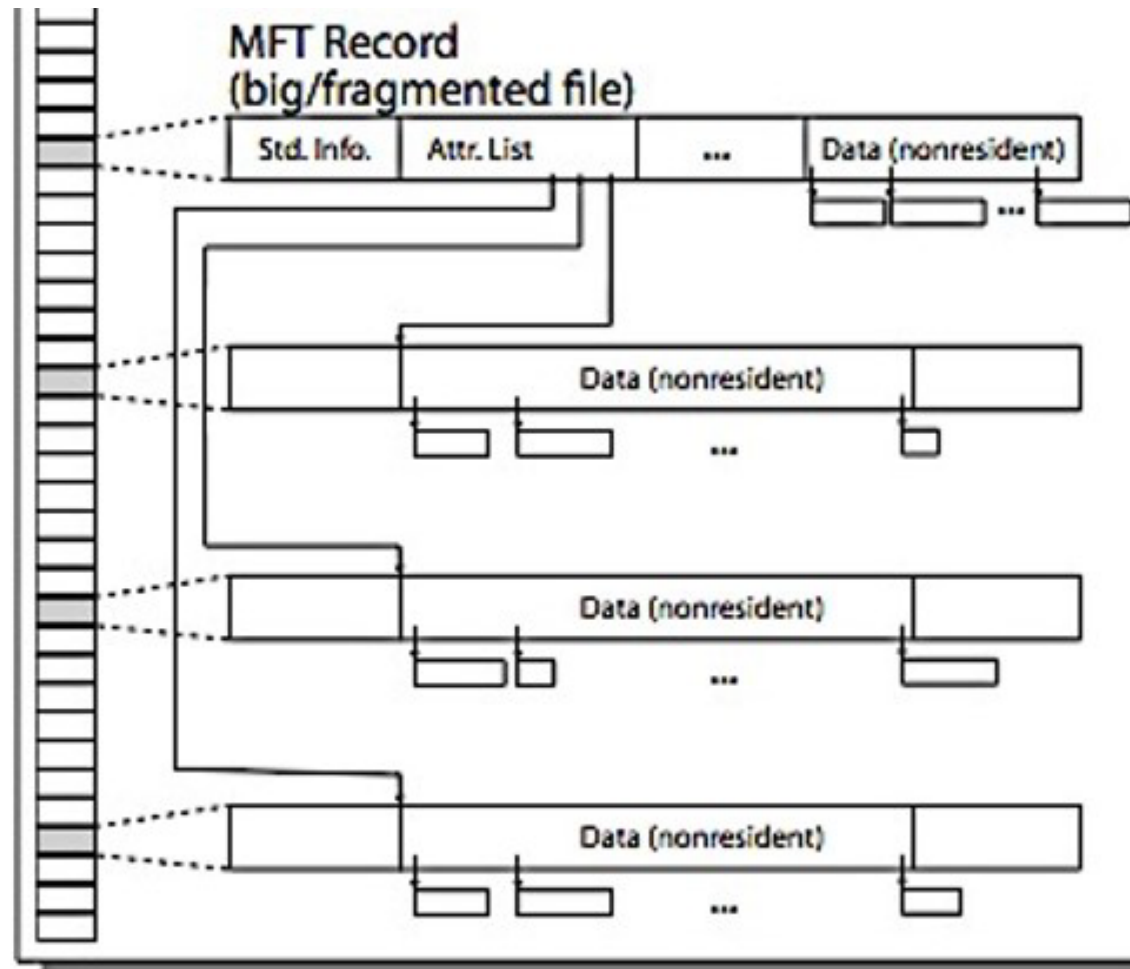 MFT Record
(big/fragmented file)
Std. Info. Attr. List ... Data (nonresident)
...
Data (nonresident)
...
Data (nonresident)
...
Data (nonresident)
...